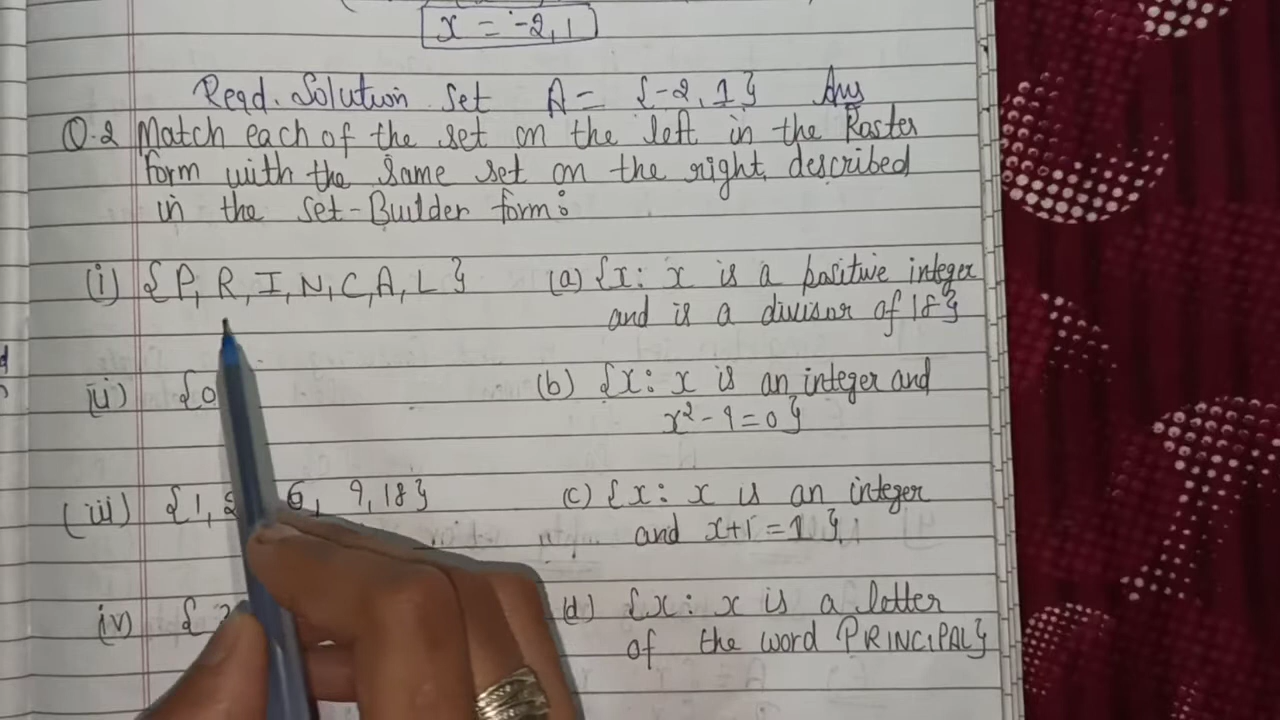 x = -2, 1
Reqd. Solution set A = {-2, 1} Ans
Q.2 Match each of the set on the left in the Roster
form with the same set on the right described
in the set-Builder form:
(i) {P, R, I, N, C, A, L} (a) {x: x is a positive integer
and is a divisor of 18}
(ii) {0 (b) {x: x is an integer and
x² - 9 = 0}
(iii) {1, 2 6, 9, 18} (c) {x: x is an integer
and x+1 = 1}
(iv) { (d) {x: x is a letter
of the word PRINCIPAL}